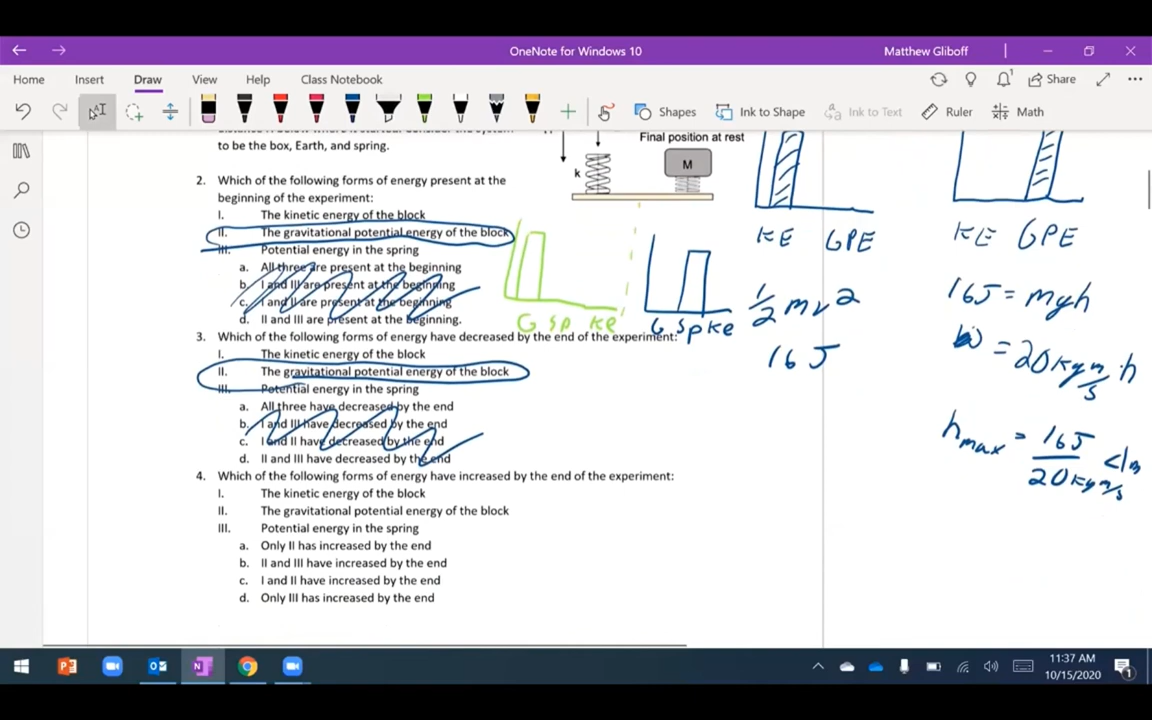 OneNote for Windows 10
Matthew Gliboff
Home Insert Draw View Help Class Notebook
Share
Shapes
Ink to Shape
Ink to Text
Ruler
Math
to be the box, Earth, and spring.
Final position at rest
k
M
2. Which of the following forms of energy present at the
beginning of the experiment:
I. The kinetic energy of the block
II. The gravitational potential energy of the block
III. Potential energy in the spring
a. All three are present at the beginning
b. I and III are present at the beginning
c. I and II are present at the beginning
d. II and III are present at the beginning.
G SP KE
G SP KE
3. Which of the following forms of energy have decreased by the end of the experiment:
I. The kinetic energy of the block
II. The gravitational potential energy of the block
III. Potential energy in the spring
a. All three have decreased by the end
b. I and III have decreased by the end
c. I and II have decreased by the end
d. II and III have decreased by the end
4. Which of the following forms of energy have increased by the end of the experiment:
I. The kinetic energy of the block
II. The gravitational potential energy of the block
III. Potential energy in the spring
a. Only II has increased by the end
b. II and III have increased by the end
c. I and II have increased by the end
d. Only III has increased by the end
KE GPE
1/2 mv2
16J
KE GPE
16J = mgh
= 20 kg m/s · h
hmax = 16J / 20 kg m/s
11:37 AM
10/15/2020